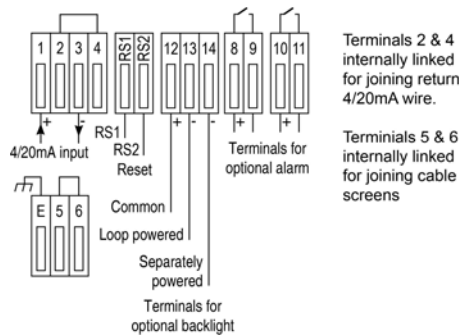 1 2 3 4 RS1 RS2 12 13 14 8 9 10 11
+ - + - - + - + -
4/20mA input
RS1
RS2
Reset
E 5 6
Common
Loop powered
Separately
powered
Terminals for
optional backlight
Terminals for
optional alarm
Terminals 2 & 4
internally linked
for joining return
4/20mA wire.
Terminials 5 & 6
internally linked
for joining cable
screens